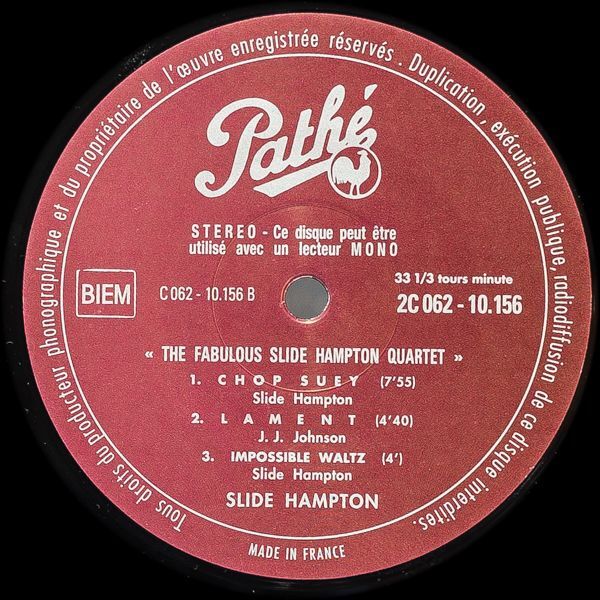 Tous droits du producteur phonographique et du propriétaire de l'œuvre enregistrée réservés. Duplication, exécution publique, radiodiffusion de ce disque interdites.
Pathé
STEREO - Ce disque peut être
utilisé avec un lecteur MONO
33 1/3 tours minute
BIEM
C 062 - 10.156 B
2C 062 - 10.156
« THE FABULOUS SLIDE HAMPTON QUARTET »
1. CHOP SUEY (7'55)
Slide Hampton
2. LAMENT (4'40)
J. J. Johnson
3. IMPOSSIBLE WALTZ (4')
Slide Hampton
SLIDE HAMPTON
MADE IN FRANCE